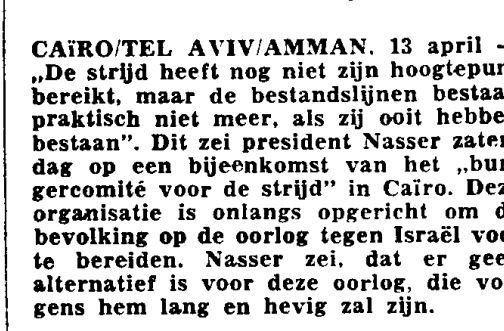 CAïRO/TEL AVIV/AMMAN, 13 april -
„De strijd heeft nog niet zijn hoogtepun
bereikt, maar de bestandslijnen bestaa
praktisch niet meer, als zij ooit hebbe
bestaan”. Dit zei president Nasser zater
dag op een bijeenkomst van het „bur
gercomité voor de strijd” in Caïro. Dez
organisatie is onlangs opgericht om d
bevolking op de oorlog tegen Israël voo
te bereiden. Nasser zei, dat er gee
alternatief is voor deze oorlog, die vo
gens hem lang en hevig zal zijn.